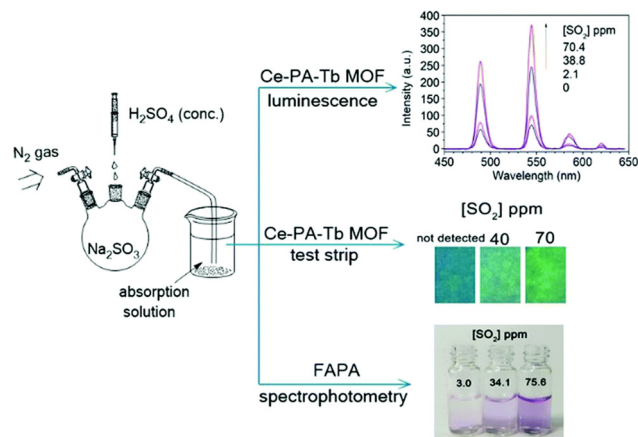 H₂SO₄ (conc.)
N₂ gas
Na₂SO₃
absorption
solution
Ce-PA-Tb MOF
luminescence
Intensity (a.u.)
400
350
300
250
200
150
100
50
0
450
500
550
600
650
Wavelength (nm)
[SO₂] ppm
70.4
38.8
2.1
0
Ce-PA-Tb MOF
test strip
[SO₂] ppm
not detected 40 70
FAPA
spectrophotometry
[SO₂] ppm
3.0 34.1 75.6